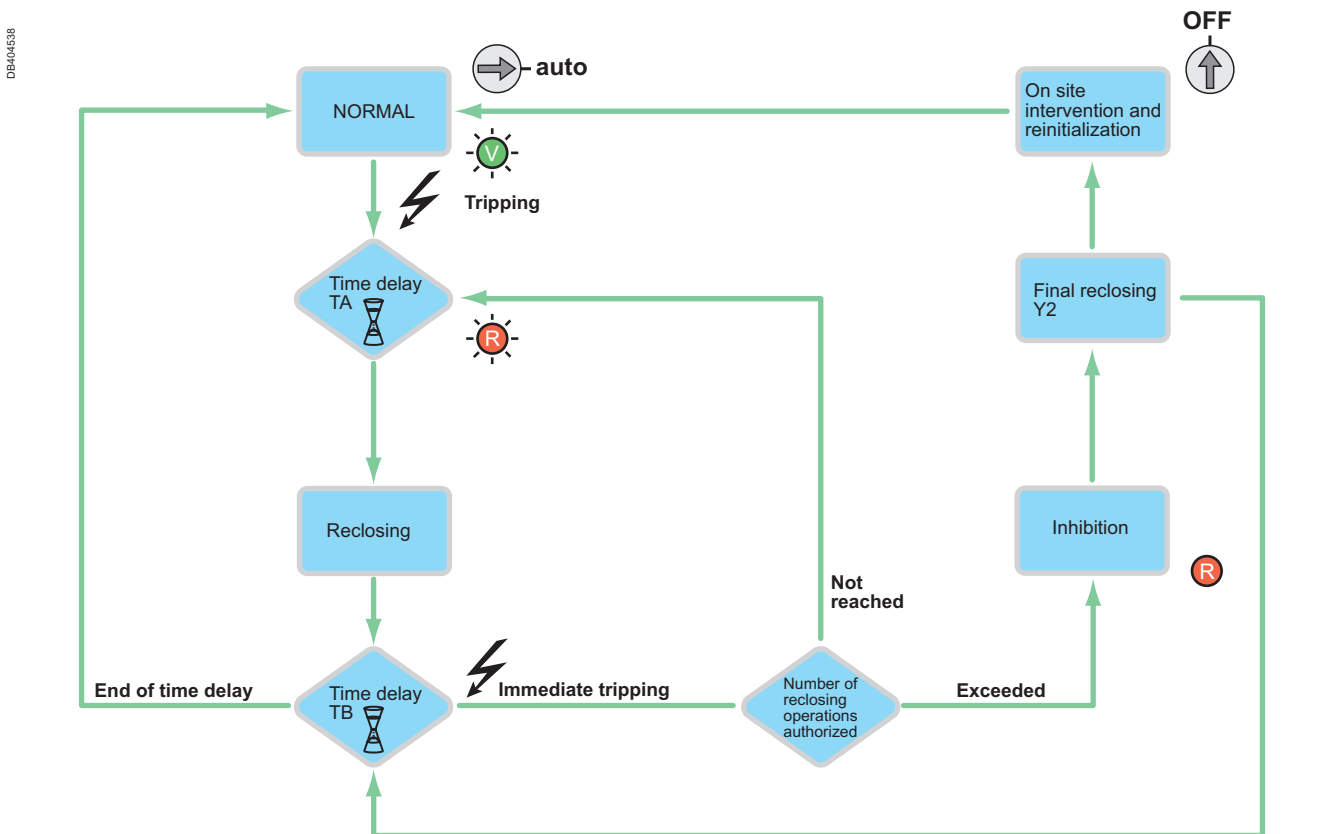 DB404538
OFF
auto
NORMAL
On site
intervention and
reinitialization
V
Tripping
Time delay
TA
R
Final reclosing
Y2
Reclosing
Inhibition
R
Not
reached
End of time delay
Time delay
TB
Immediate tripping
Number of
reclosing
operations
authorized
Exceeded